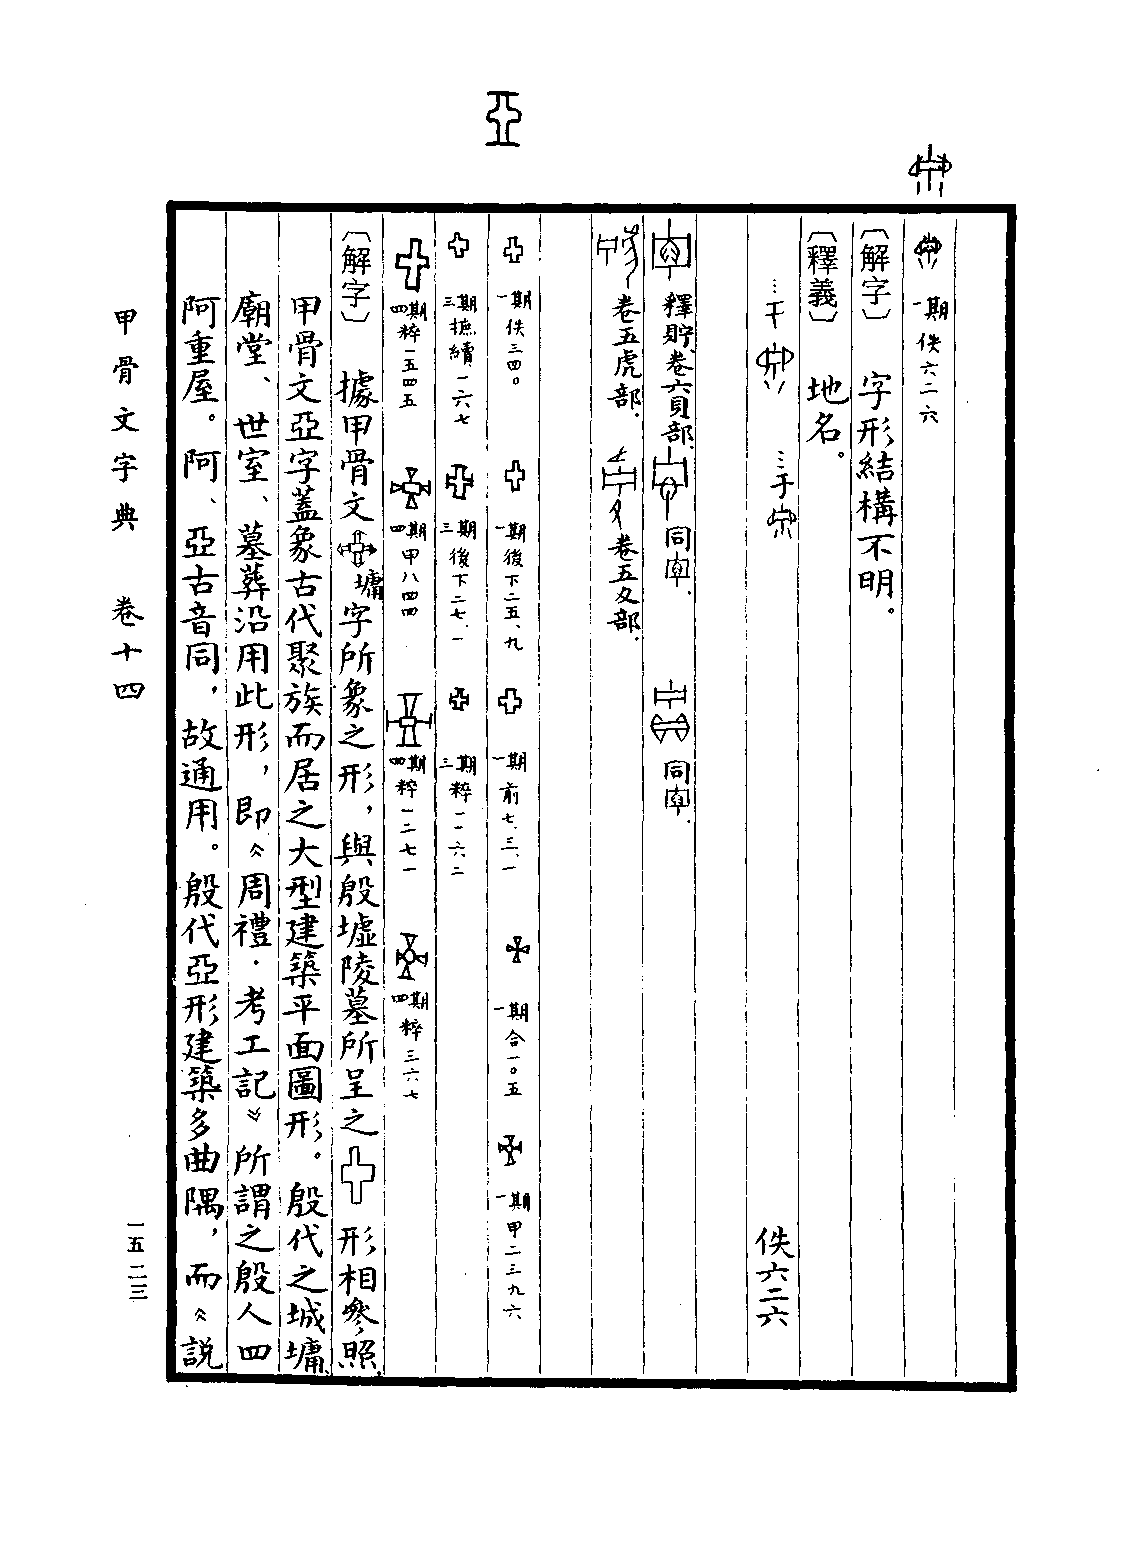 亞
一期佚六二六
〔解字〕 字形結構不明。
〔釋義〕 地名。
…于 …于 佚六二六
釋貯,卷六貝部。 同 同
卷五虎部。 卷五夂部。
一期佚三四〇 一期後下二五.九 一期前七.三.一 一期合一〇五 一期甲二三九六
三期摭續一六七 三期後下二七.一 三期粹一一六二
四期粹一五四五 四期甲八四四 四期粹一二七一 四期粹三六七
〔解字〕 據甲骨文 墉字所象之形,與殷墟陵墓所呈之 形相參照,
甲骨文亞字蓋象古代聚族而居之大型建築平面圖形。殷代之城墉、
廟堂、世室、墓葬沿用此形,即《周禮·考工記》所謂之殷人四
阿重屋。阿、亞古音同,故通用。殷代亞形建築多曲隅,而《說
甲骨文字典 卷十四 一五二三